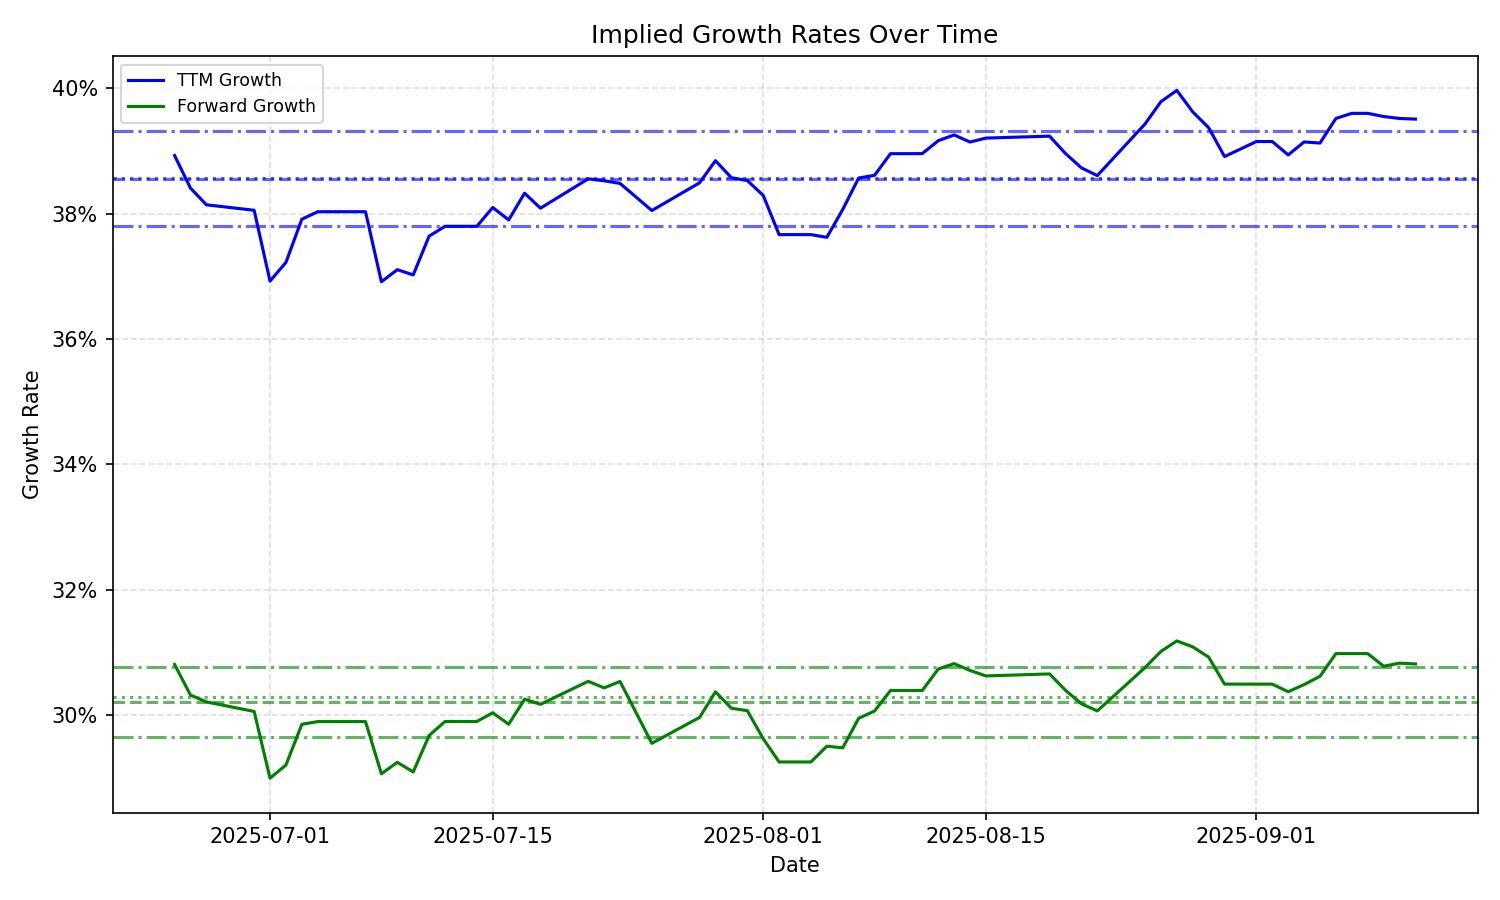 Implied Growth Rates Over Time
TTM Growth
Forward Growth
40%
38%
36%
34%
32%
30%
Growth Rate
2025-07-01
2025-07-15
2025-08-01
2025-08-15
2025-09-01
Date